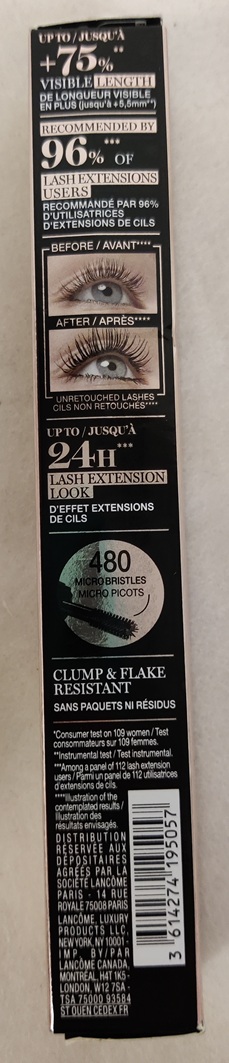 UP TO / JUSQU'À
+75%**
VISIBLE LENGTH
DE LONGUEUR VISIBLE
EN PLUS (jusqu'à +5,5mm**)
RECOMMENDED BY
96%*** OF
LASH EXTENSIONS
USERS
RECOMMANDÉ PAR 96%
D'UTILISATRICES
D'EXTENSIONS DE CILS
BEFORE / AVANT****
AFTER / APRÈS****
UNRETOUCHED LASHES
CILS NON RETOUCHÉS****
UP TO / JUSQU'À
24H***
LASH EXTENSION
LOOK
D'EFFET EXTENSIONS
DE CILS
480
MICROBRISTLES
MICRO PICOTS
CLUMP & FLAKE
RESISTANT
SANS PAQUETS NI RÉSIDUS
*Consumer test on 109 women / Test
consommateurs sur 109 femmes.
**Instrumental test / Test instrumental.
***Among a panel of 112 lash extension
users / Parmi un panel de 112 utilisatrices
d'extensions de cils.
****Illustration of the
contemplated results /
Illustration des
résultats envisagés
DISTRIBUTION
RÉSERVÉE AUX
DÉPOSITAIRES
AGRÉÉS PAR LA
SOCIÉTÉ LANCÔME
PARIS - 14 RUE
ROYALE 75008 PARIS
LANCÔME, LUXURY
PRODUCTS LLC,
NEW YORK, NY 10001 -
IMP. BY/PAR
LANCÔME CANADA,
MONTRÉAL, H4T 1K5 -
LONDON, W12 7SA -
TSA 75000 93584
ST OUEN CEDEX FR
3 614274 195057